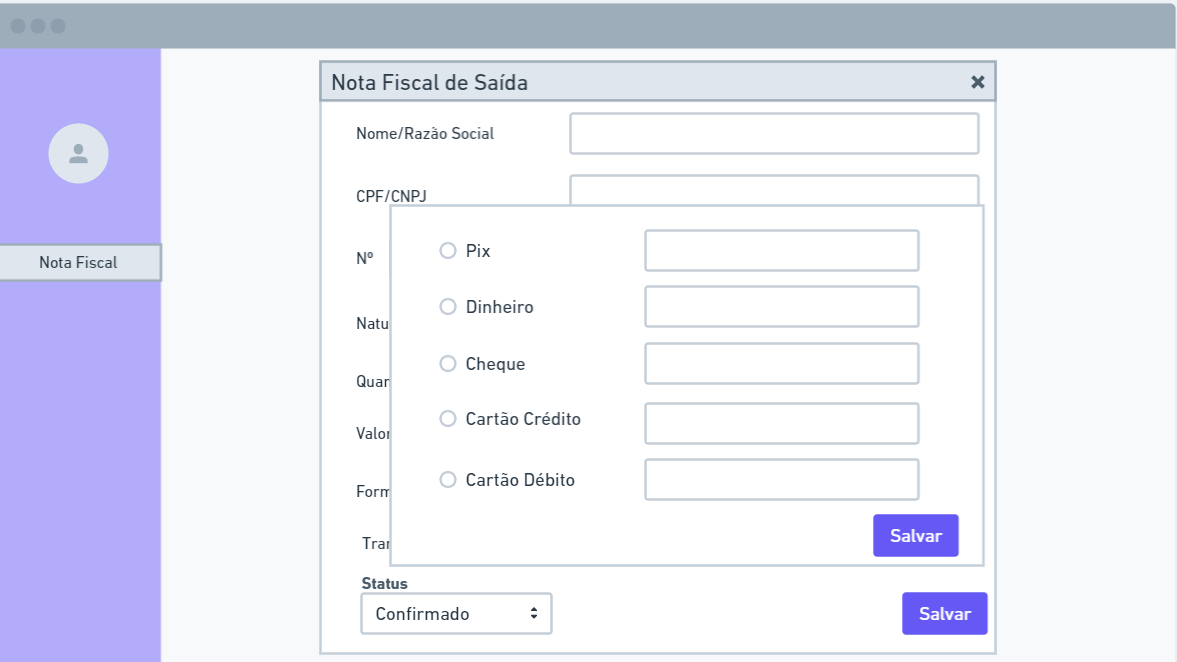 Nota Fiscal de Saída
Nome/Razão Social
CPF/CNPJ
Nº
Nota Fiscal
Natu
Quan
Valor
Form
Tran
Pix
Dinheiro
Cheque
Cartão Crédito
Cartão Débito
Salvar
Status
Confirmado
Salvar